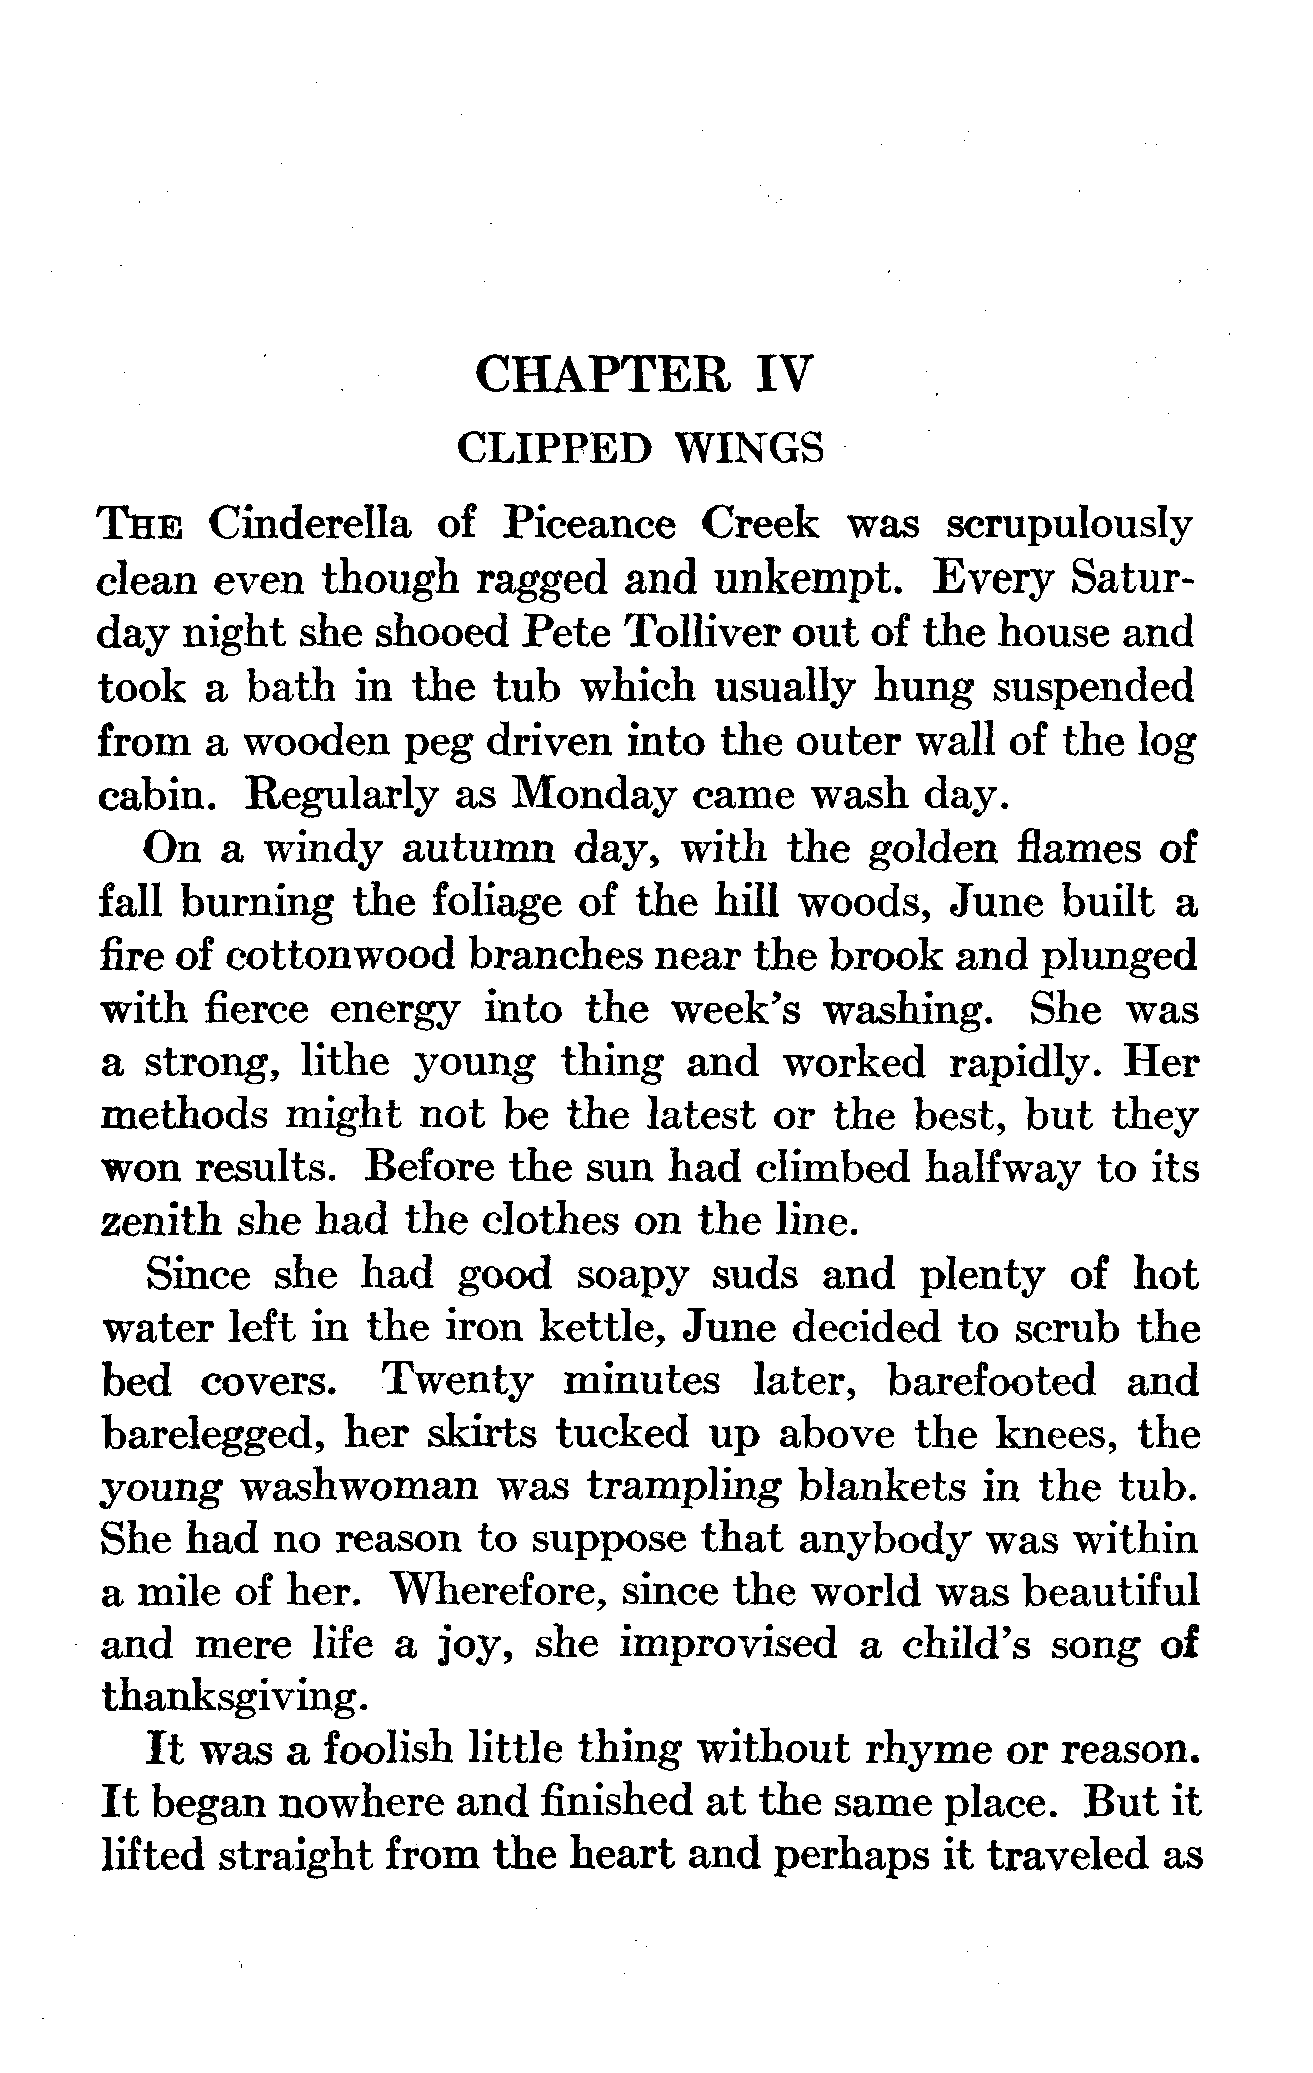 CHAPTER IV
CLIPPED WINGS
THE Cinderella of Piceance Creek was scrupulously
clean even though ragged and unkempt. Every Satur-
day night she shooed Pete Tolliver out of the house and
took a bath in the tub which usually hung suspended
from a wooden peg driven into the outer wall of the log
cabin. Regularly as Monday came wash day.
On a windy autumn day, with the golden flames of
fall burning the foliage of the hill woods, June built a
fire of cottonwood branches near the brook and plunged
with fierce energy into the week's washing. She was
a strong, lithe young thing and worked rapidly. Her
methods might not be the latest or the best, but they
won results. Before the sun had climbed halfway to its
zenith she had the clothes on the line.
Since she had good soapy suds and plenty of hot
water left in the iron kettle, June decided to scrub the
bed covers. Twenty minutes later, barefooted and
barelegged, her skirts tucked up above the knees, the
young washwoman was trampling blankets in the tub.
She had no reason to suppose that anybody was within
a mile of her. Wherefore, since the world was beautiful
and mere life a joy, she improvised a child's song of
thanksgiving.
It was a foolish little thing without rhyme or reason.
It began nowhere and finished at the same place. But it
lifted straight from the heart and perhaps it traveled as